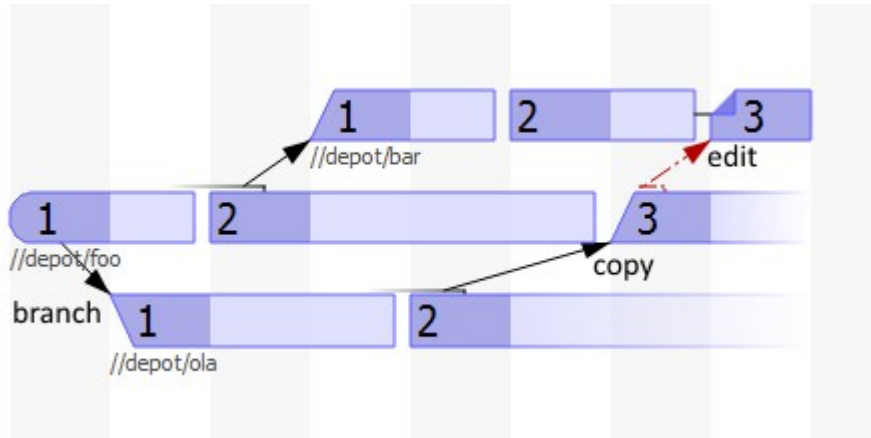 1 2 3
//depot/bar
edit
1 2 3
//depot/foo
copy
branch
1 2
//depot/ola